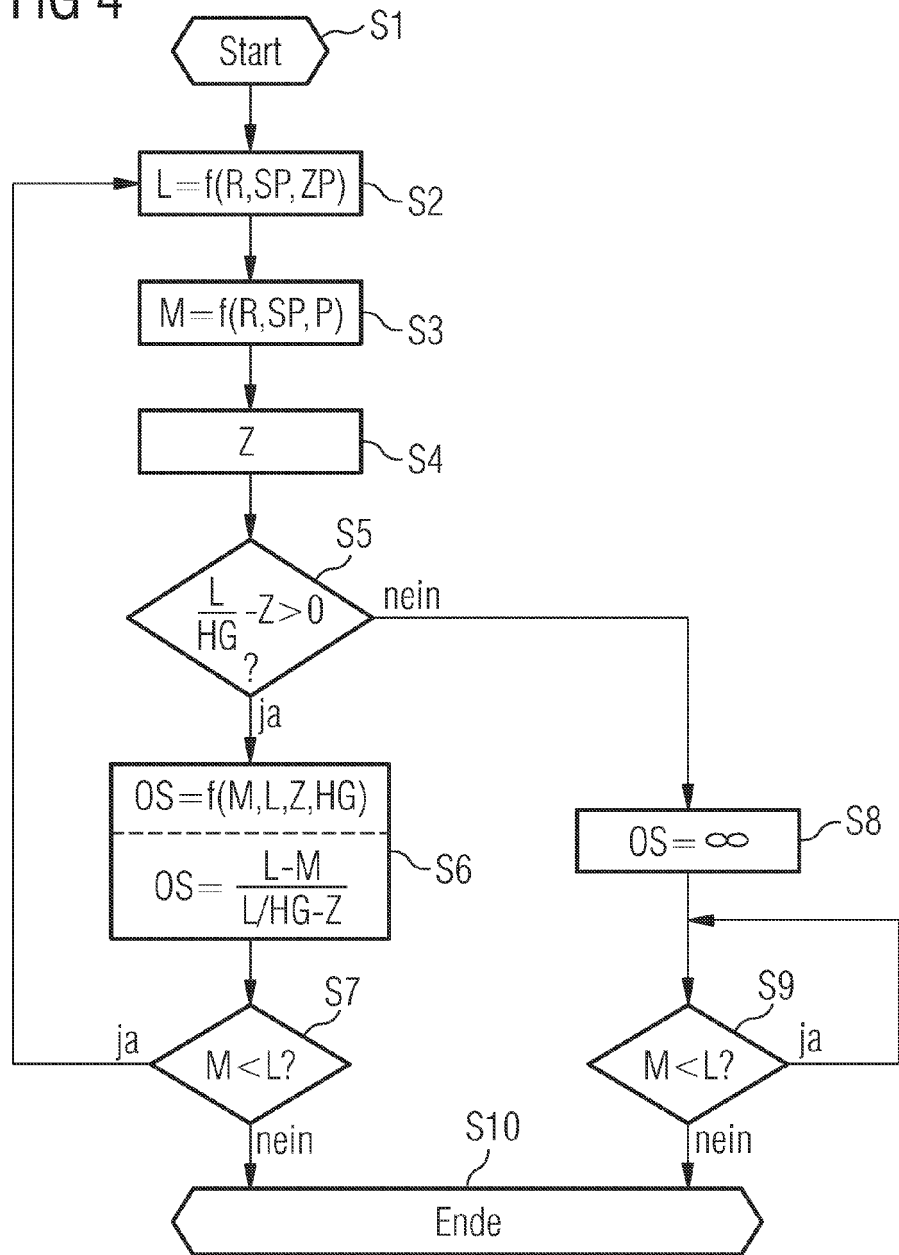 FIG 4
Start
S1
L=f(R,SP,ZP)
S2
M=f(R,SP,P)
S3
Z
S4
S5
L
HG
-Z>0
?
nein
ja
OS=f(M,L,Z,HG)
OS= L-M
L/HG-Z
S6
OS=∞
S8
S7
ja
M<L?
nein
S9
M<L?
ja
nein
S10
Ende